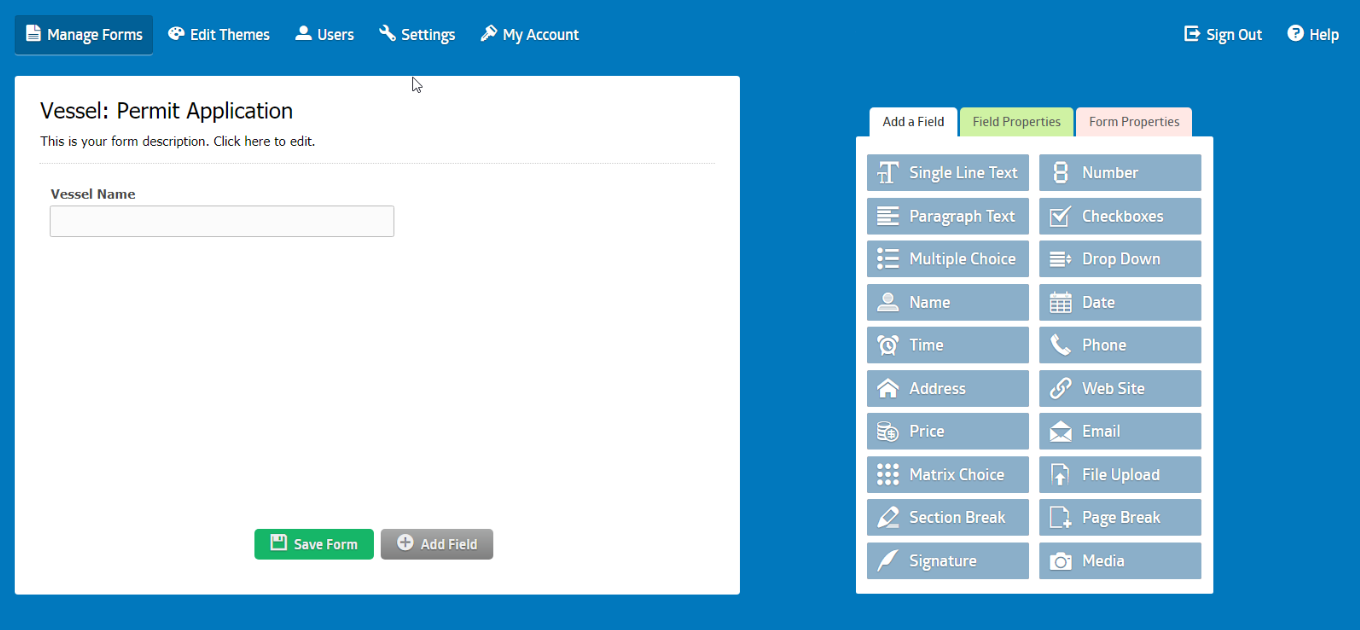 Manage Forms Edit Themes Users Settings My Account Sign Out Help
Vessel: Permit Application
This is your form description. Click here to edit.
Vessel Name
Save Form Add Field
Add a Field Field Properties Form Properties
Single Line Text Number
Paragraph Text Checkboxes
Multiple Choice Drop Down
Name Date
Time Phone
Address Web Site
Price Email
Matrix Choice File Upload
Section Break Page Break
Signature Media